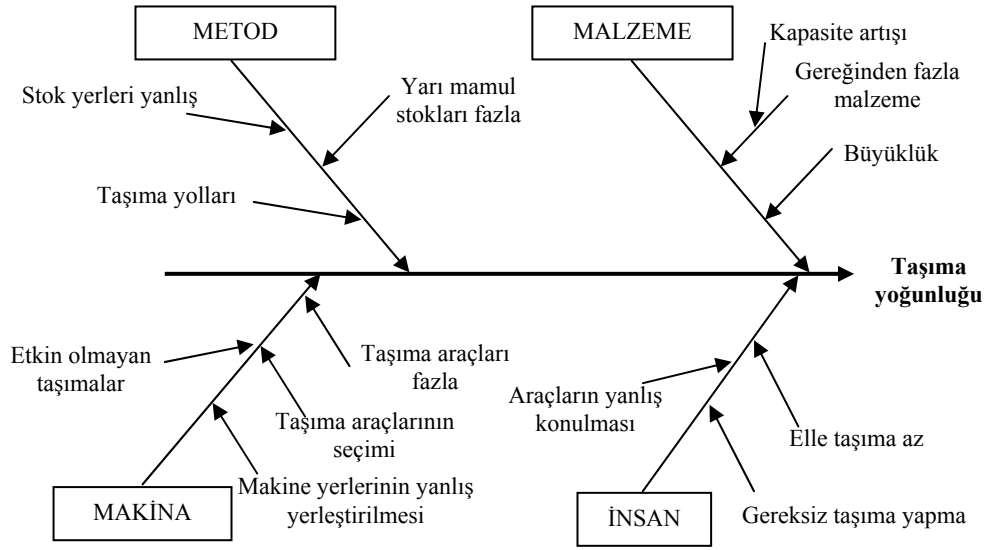 METOD
MALZEME
Kapasite artışı
Gereğinden fazla
malzeme
Stok yerleri yanlış
Yarı mamul
stokları fazla
Büyüklük
Taşıma yolları
Taşıma
yoğunluğu
Etkin olmayan
taşımalar
Taşıma araçları
fazla
Araçların yanlış
konulması
Taşıma araçlarının
seçimi
Elle taşıma az
Makine yerlerinin yanlış
yerleştirilmesi
Gereksiz taşıma yapma
MAKİNA
İNSAN